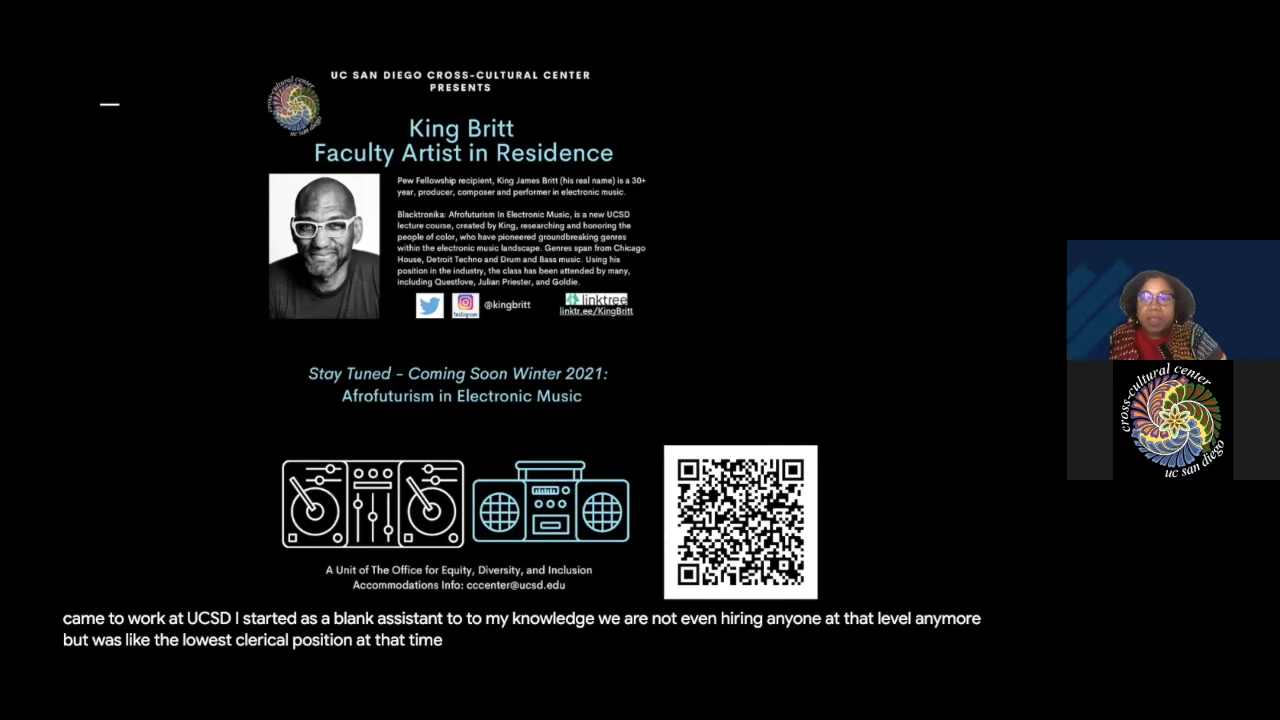 UC SAN DIEGO CROSS-CULTURAL CENTER
PRESENTS
cross-cultural center
uc san diego
King Britt
Faculty Artist in Residence
Pew Fellowship recipient, King James Britt (his real name) is a 30+
year, producer, composer and performer in electronic music.
Blacktronika: Afrofuturism In Electronic Music, is a new UCSD
lecture course, created by King, researching and honoring the
people of color, who have pioneered groundbreaking genres
within the electronic music landscape. Genres span from Chicago
House, Detroit Techno and Drum and Bass music. Using his
position in the industry, the class has been attended by many,
including Questlove, Julian Priester, and Goldie.
Instagram
@kingbritt
linktree
linktr.ee/KingBritt
Stay Tuned - Coming Soon Winter 2021:
Afrofuturism in Electronic Music
A Unit of The Office for Equity, Diversity, and Inclusion
Accommodations Info: cccenter@ucsd.edu
cross-cultural center
uc san diego
came to work at UCSD I started as a blank assistant to to my knowledge we are not even hiring anyone at that level anymore
but was like the lowest clerical position at that time